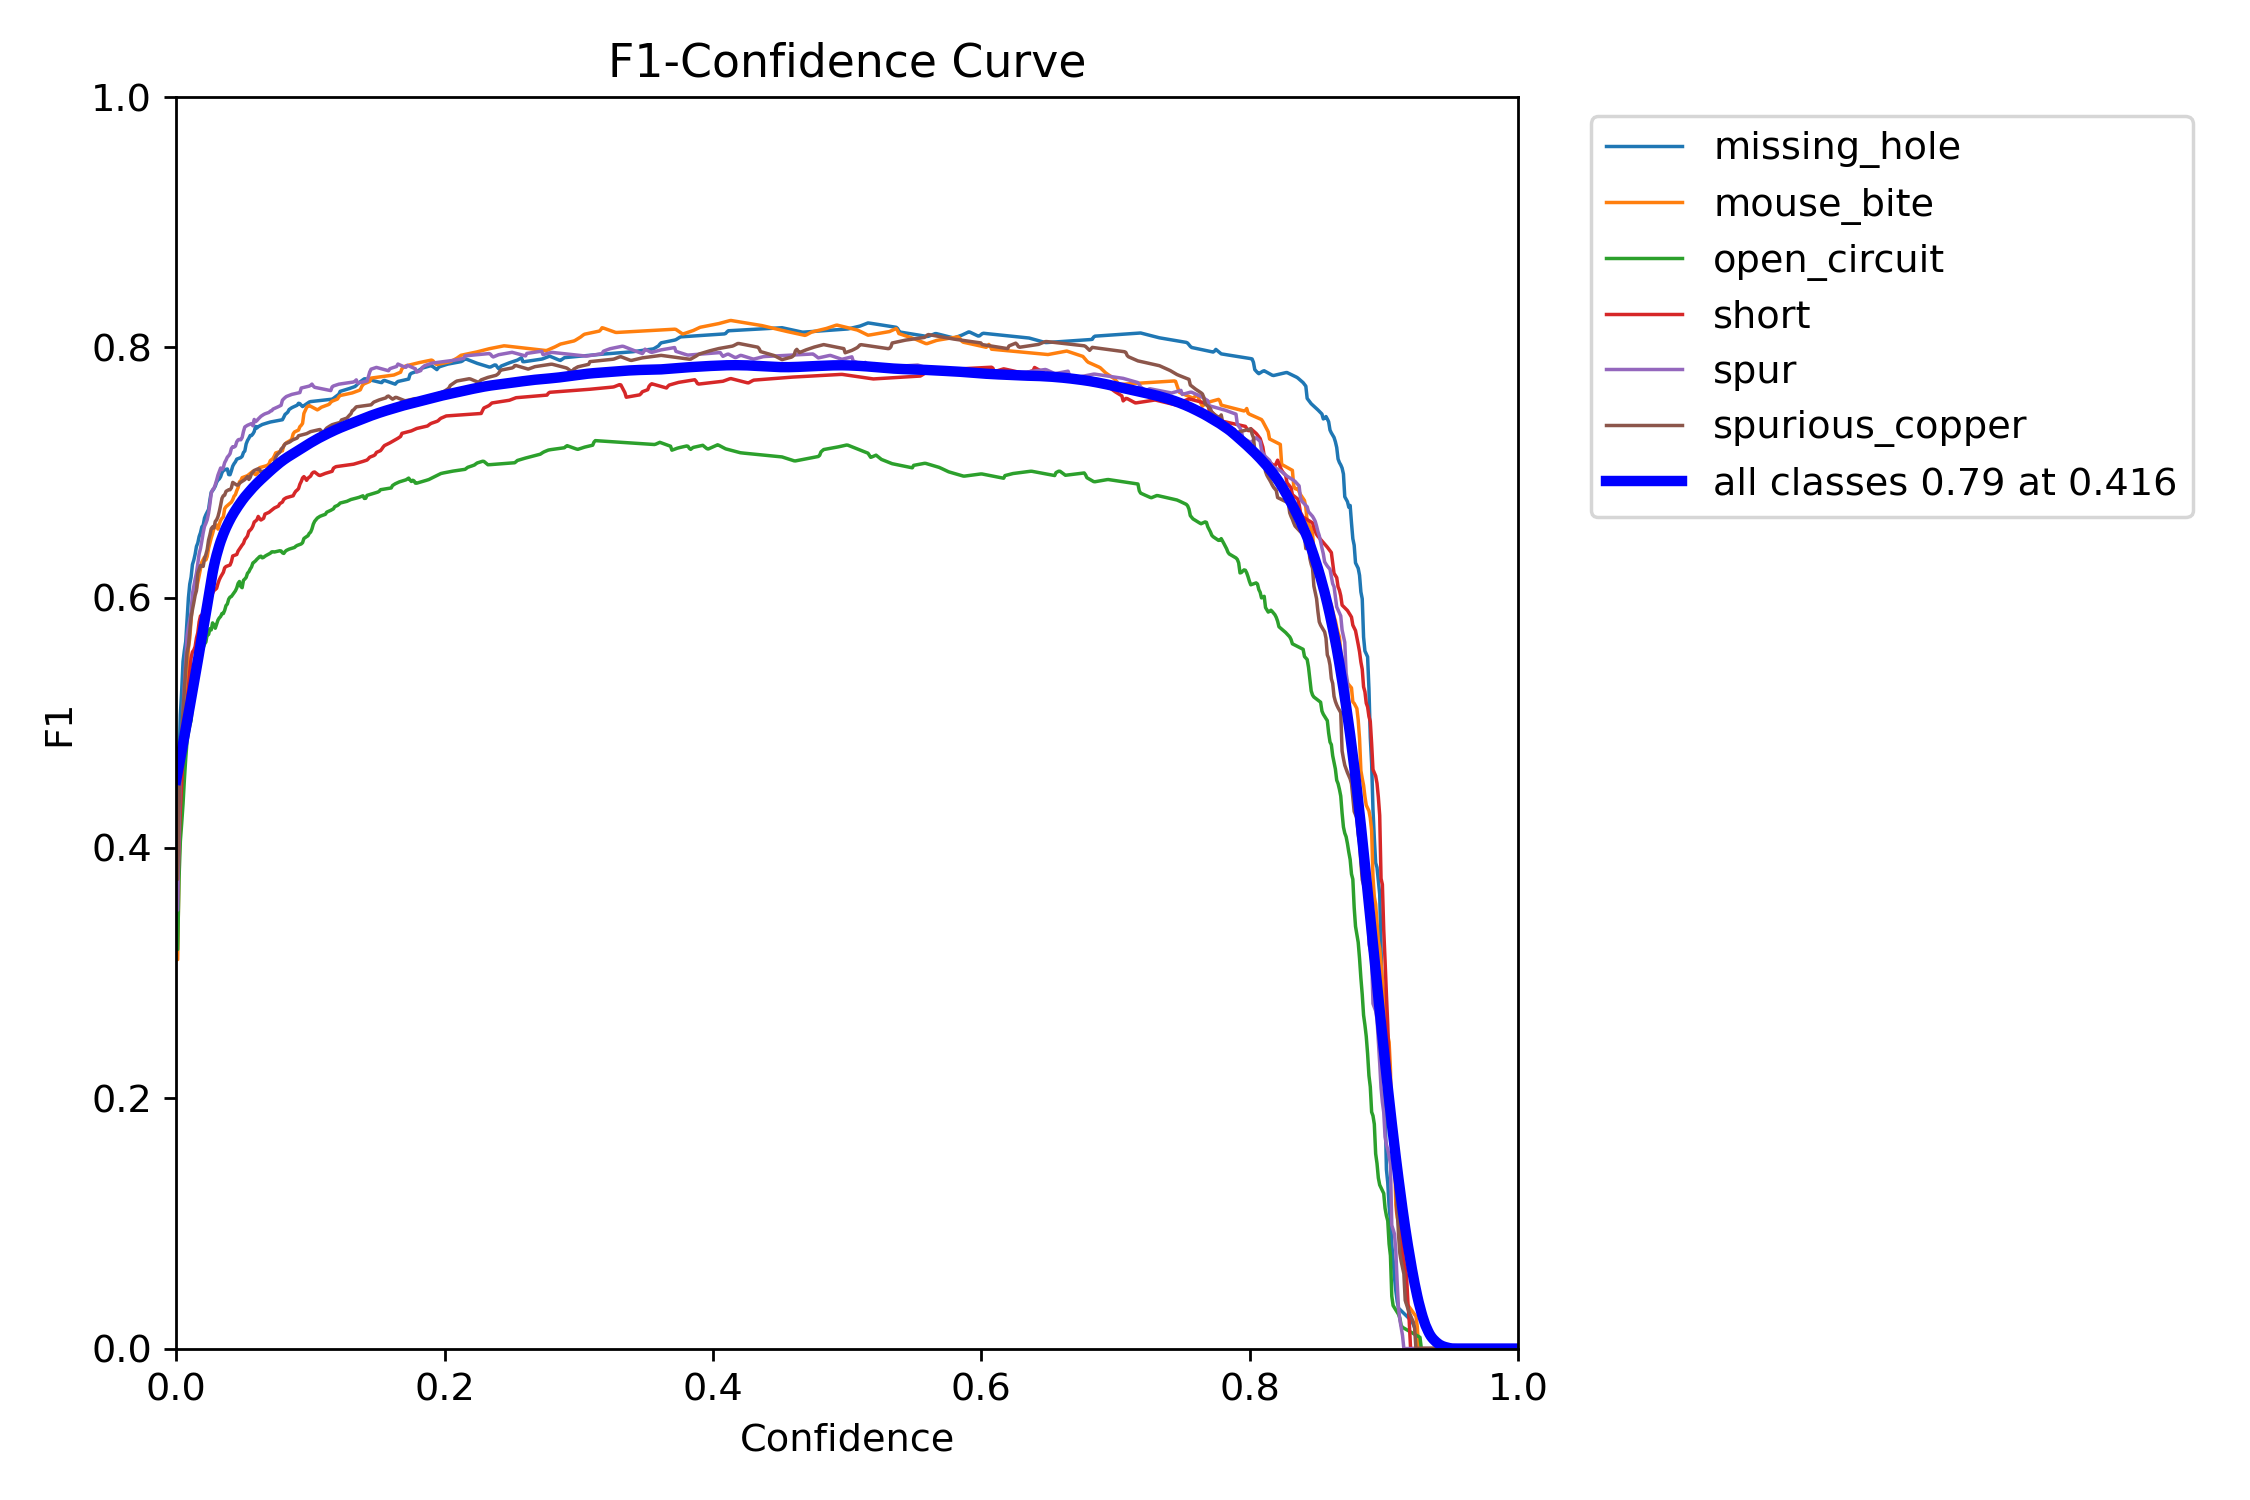 F1-Confidence Curve
1.0
0.8
0.6
0.4
0.2
0.0
F1
0.0 0.2 0.4 0.6 0.8 1.0
Confidence
missing_hole
mouse_bite
open_circuit
short
spur
spurious_copper
all classes 0.79 at 0.416